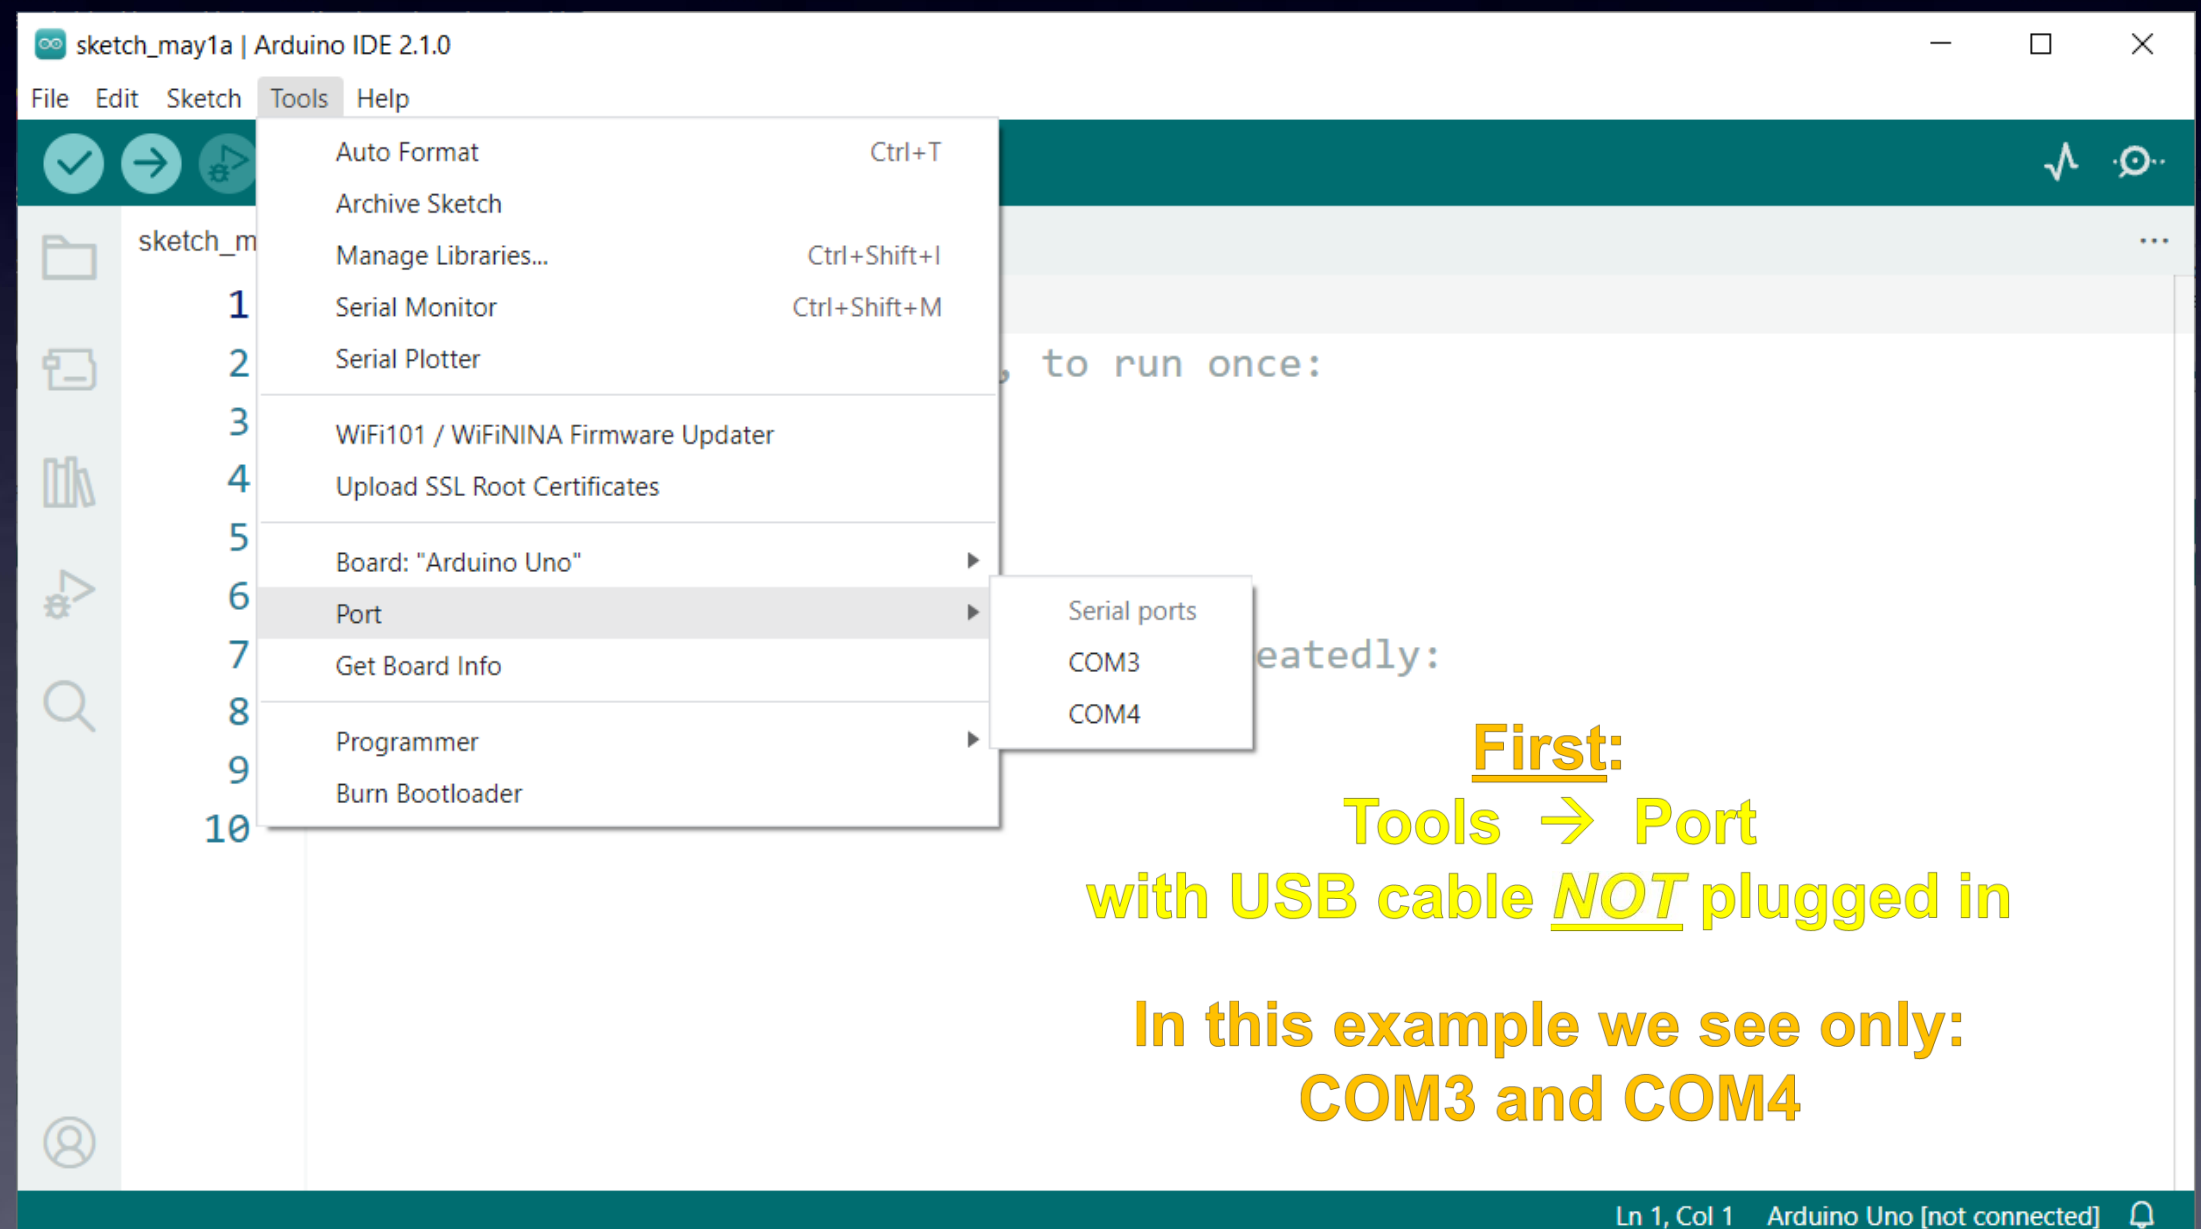 sketch_may1a | Arduino IDE 2.1.0
File Edit Sketch Tools Help
Auto Format Ctrl+T
Archive Sketch
sketch_m
Manage Libraries... Ctrl+Shift+I
1
Serial Monitor Ctrl+Shift+M
2
Serial Plotter
, to run once:
3
WiFi101 / WiFiNINA Firmware Updater
4
Upload SSL Root Certificates
5
Board: "Arduino Uno"
6
Port
Serial ports
7
Get Board Info
COM3
eatedly:
8
COM4
Programmer
9
Burn Bootloader
10
First:
Tools → Port
with USB cable NOT plugged in
In this example we see only:
COM3 and COM4
Ln 1, Col 1 Arduino Uno [not connected]